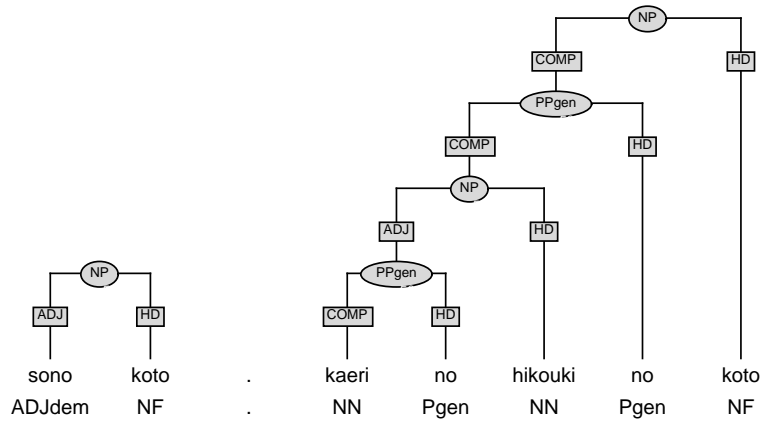 NP
COMP HD
PPgen
COMP HD
NP
ADJ HD
NP PPgen
ADJ HD COMP HD
sono koto . kaeri no hikouki no koto
ADJdem NF . NN Pgen NN Pgen NF